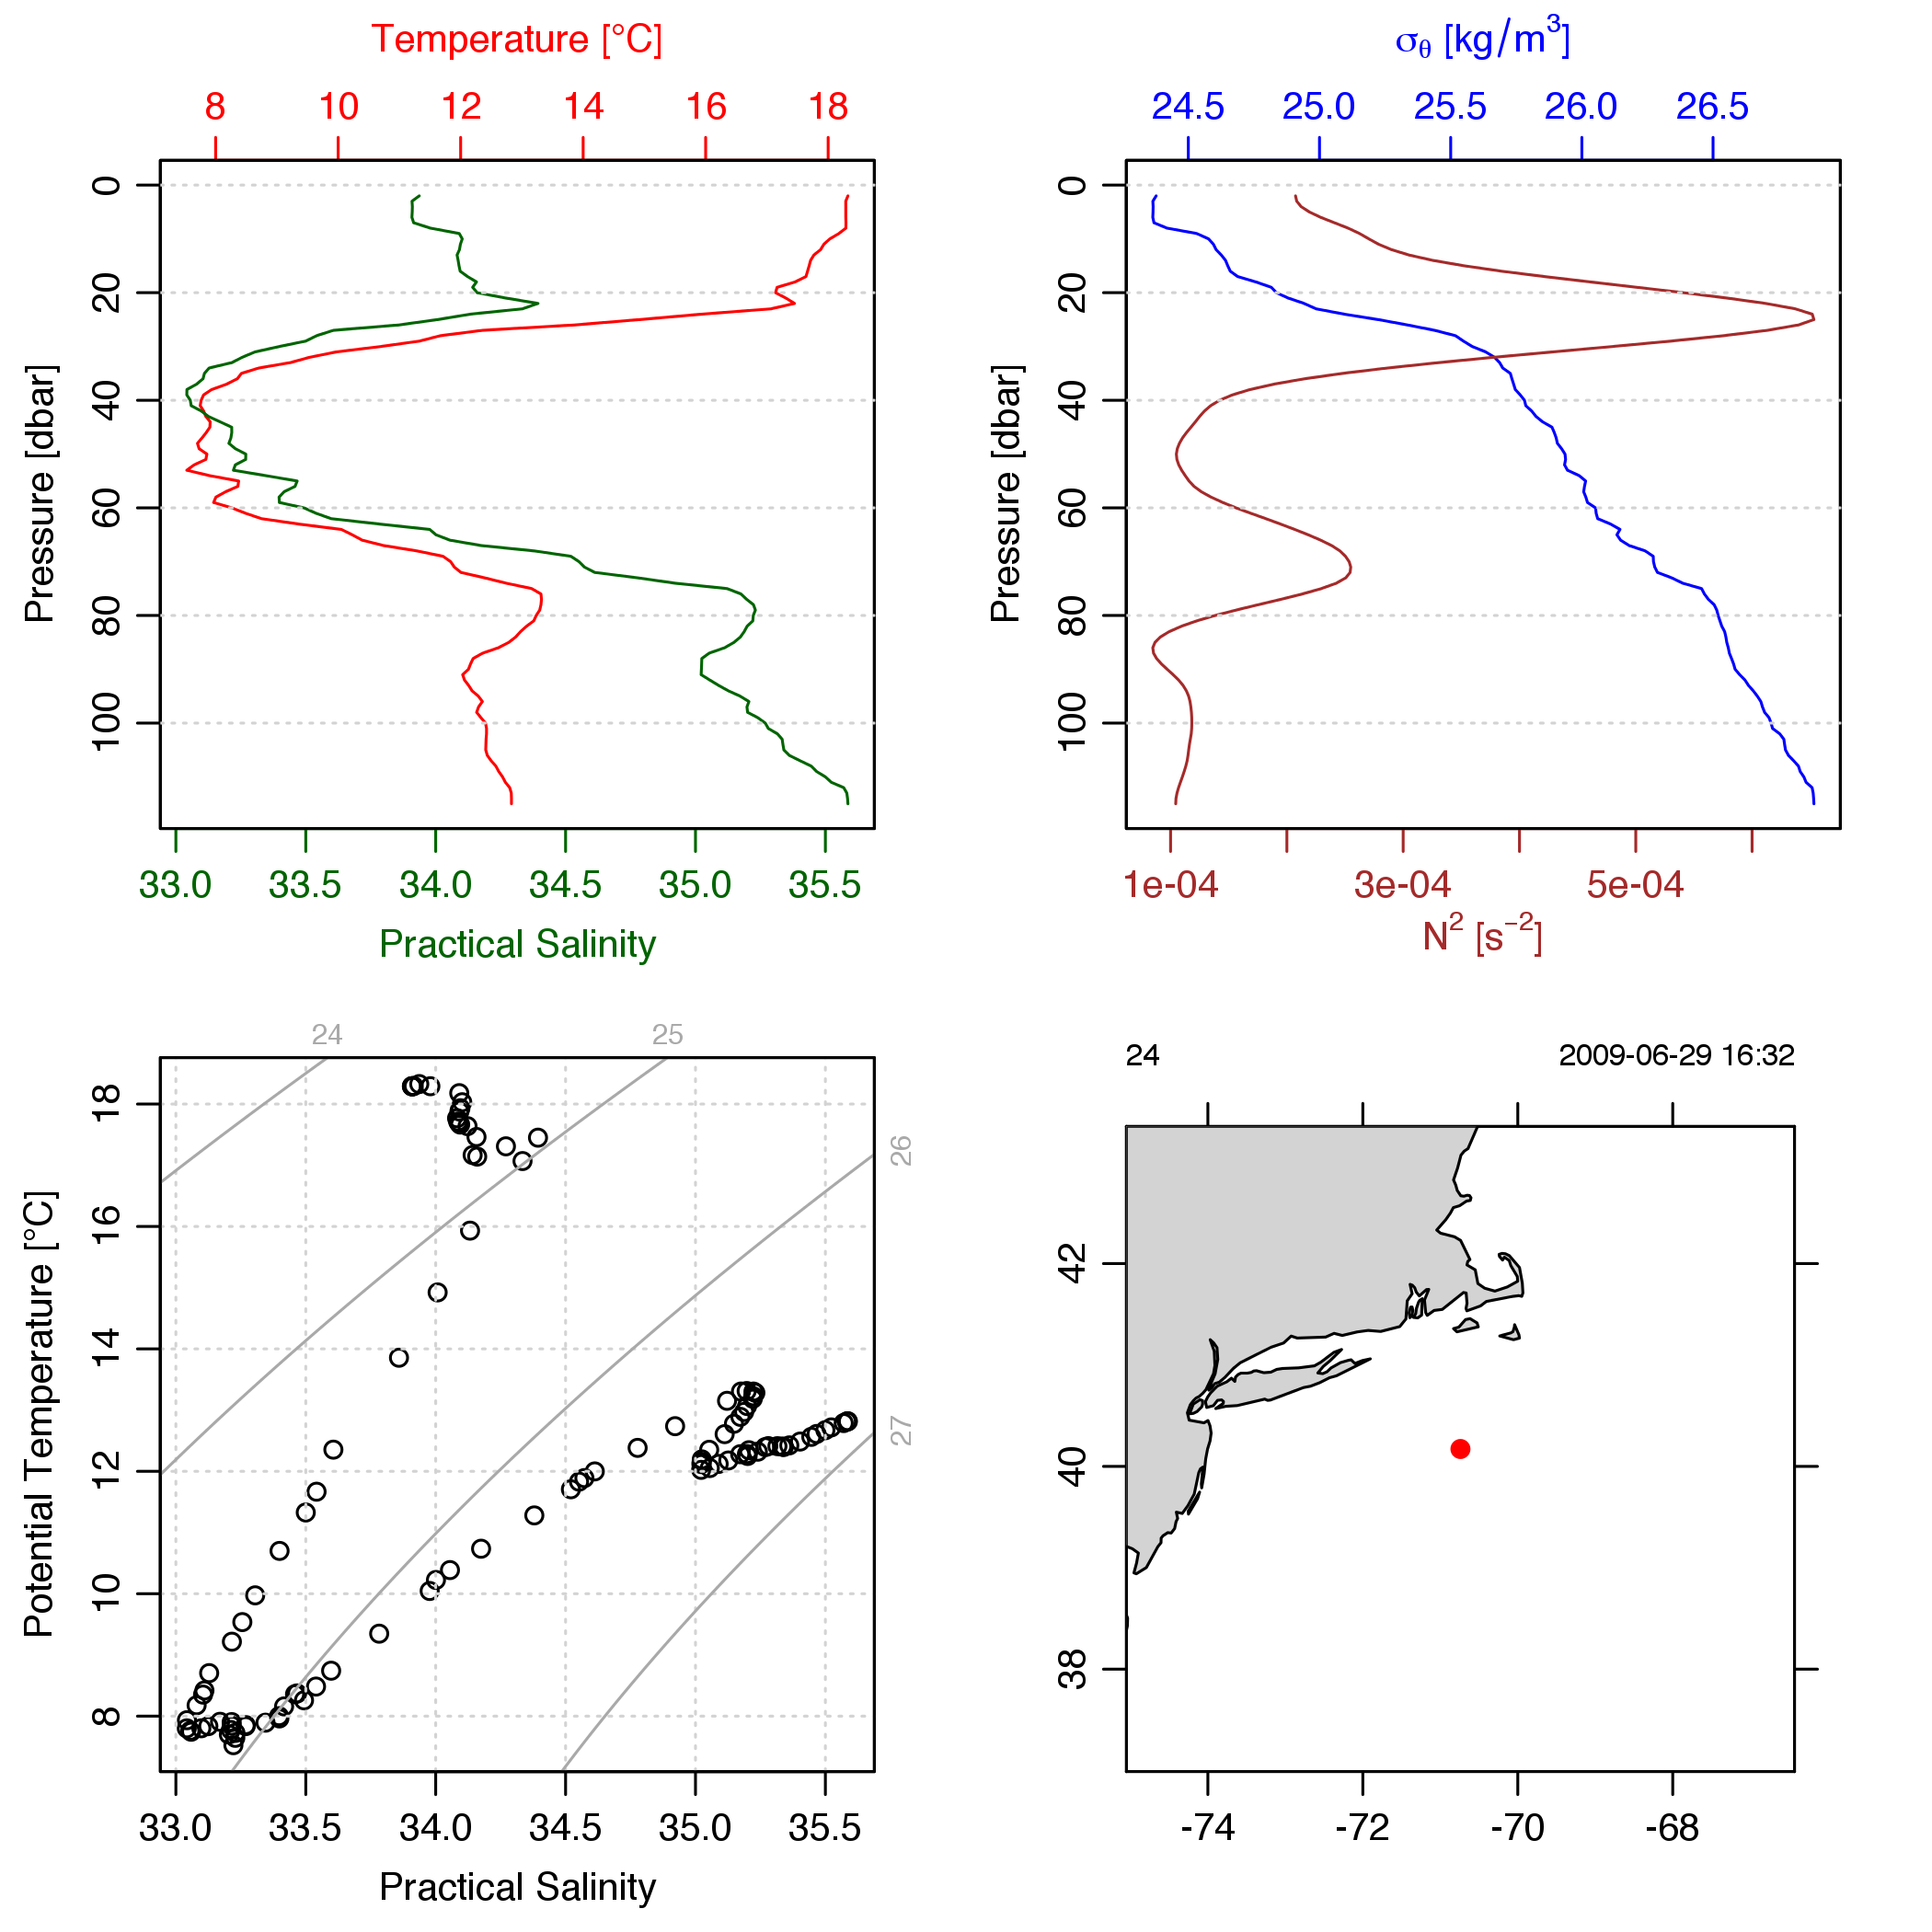 Temperature [°C]
8 10 12 14 16 18
0
20
40
60
80
100
Pressure [dbar]
33.0 33.5 34.0 34.5 35.0 35.5
Practical Salinity
σθ [kg/m³]
24.5 25.0 25.5 26.0 26.5
0
20
40
60
80
100
Pressure [dbar]
1e-04 3e-04 5e-04
N² [s⁻²]
24 25
26
27
18
16
14
12
10
8
Potential Temperature [°C]
33.0 33.5 34.0 34.5 35.0 35.5
Practical Salinity
24 2009-06-29 16:32
42
40
38
-74 -72 -70 -68